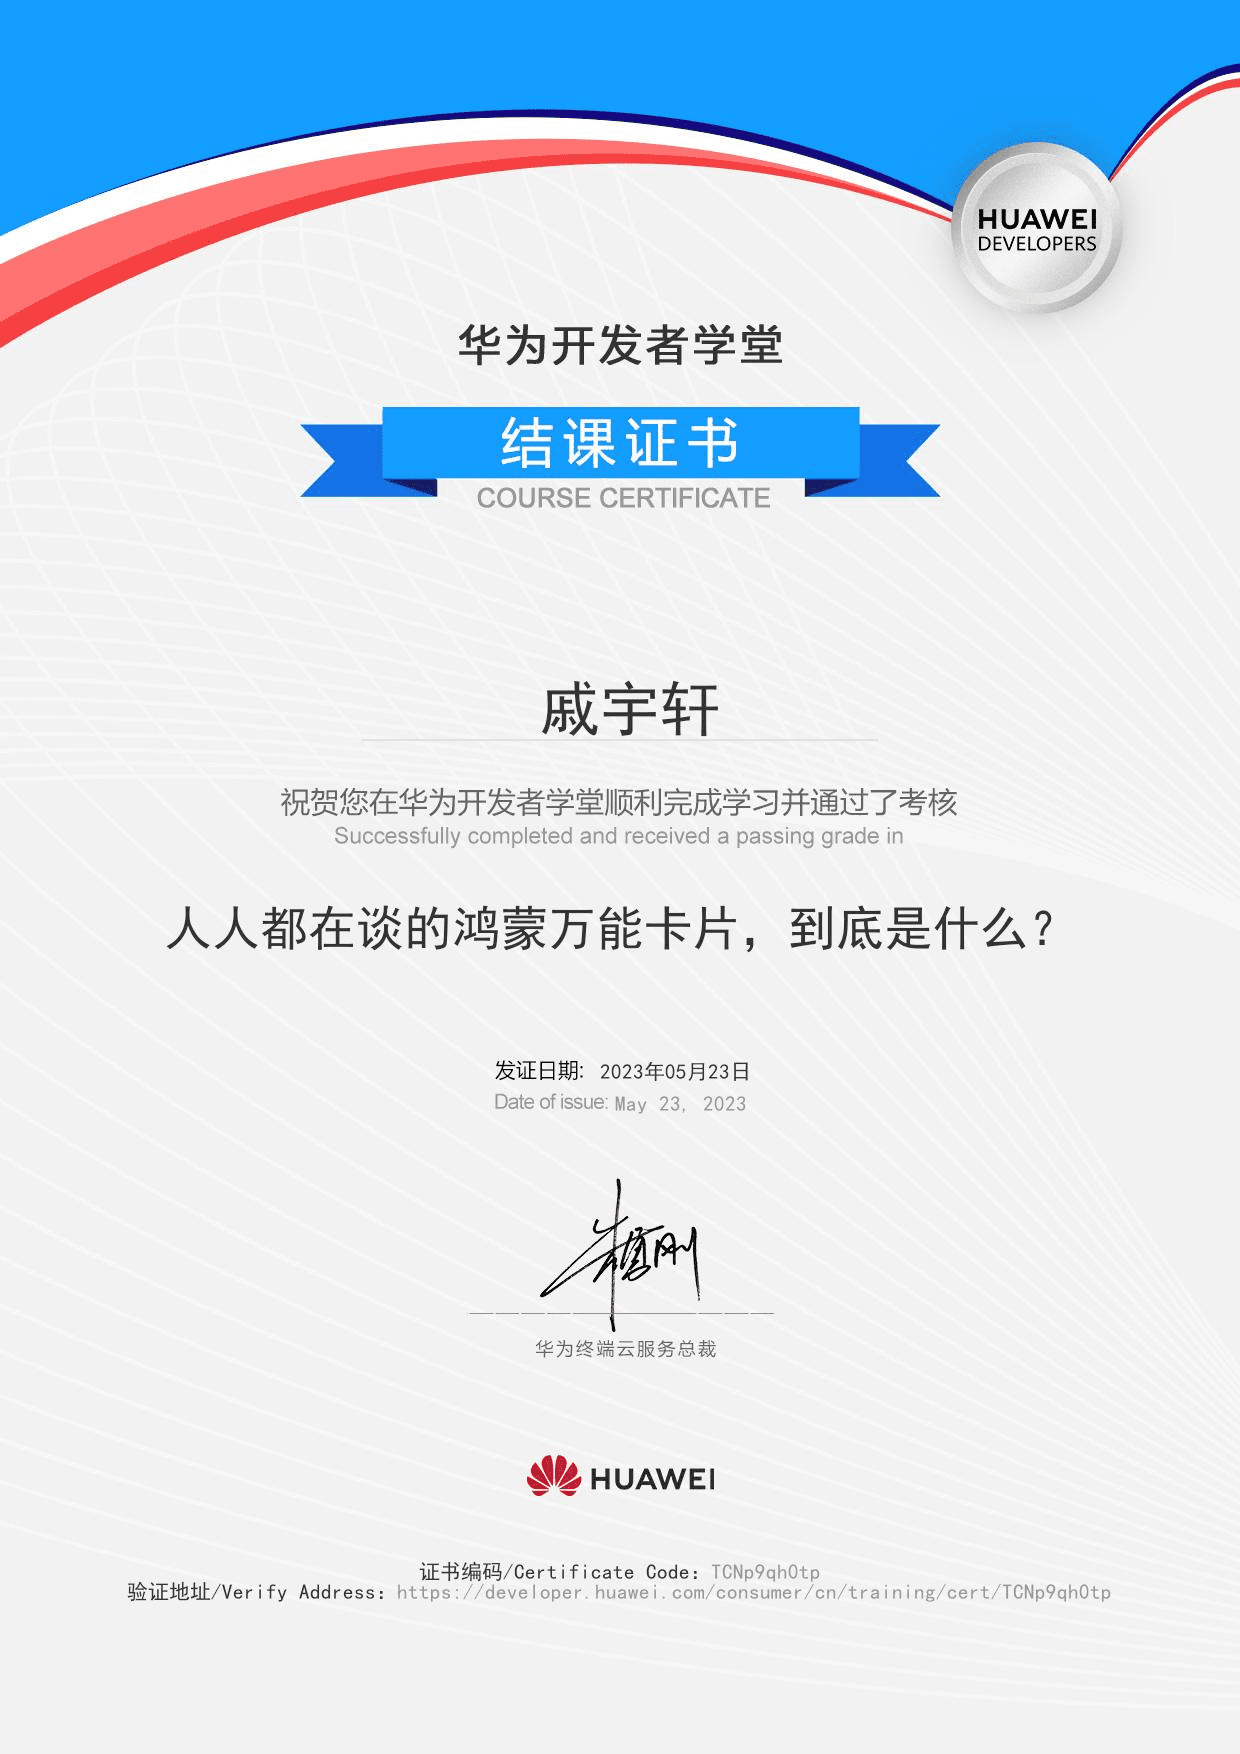 HUAWEI
DEVELOPERS
华为开发者学堂
结课证书
COURSE CERTIFICATE
戚宇轩
祝贺您在华为开发者学堂顺利完成学习并通过了考核
Successfully completed and received a passing grade in
人人都在谈的鸿蒙万能卡片，到底是什么？
发证日期: 2023年05月23日
Date of issue: May 23, 2023
华为终端云服务总裁
HUAWEI
证书编码/Certificate Code: TCNp9qh0tp
验证地址/Verify Address: https://developer.huawei.com/consumer/cn/training/cert/TCNp9qh0tp